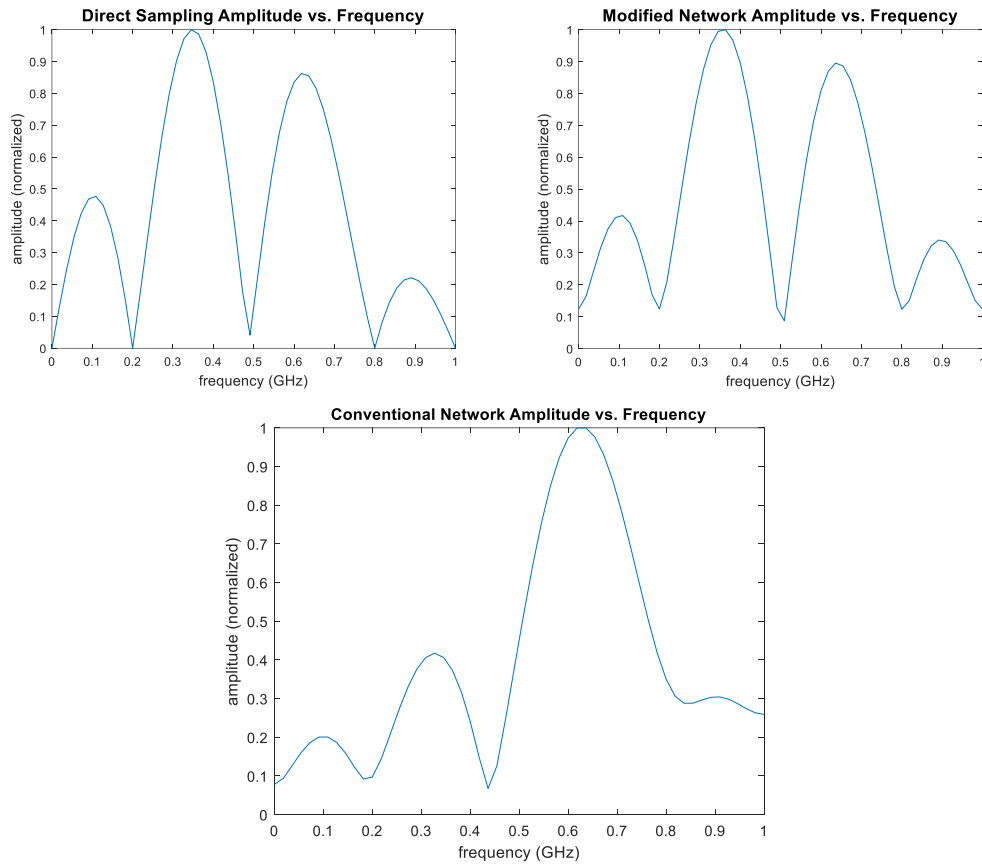 Direct Sampling Amplitude vs. Frequency
1
0.9
0.8
0.7
0.6
0.5
0.4
0.3
0.2
0.1
0
amplitude (normalized)
0 0.1 0.2 0.3 0.4 0.5 0.6 0.7 0.8 0.9 1
frequency (GHz)
Modified Network Amplitude vs. Frequency
1
0.9
0.8
0.7
0.6
0.5
0.4
0.3
0.2
0.1
0
amplitude (normalized)
0 0.1 0.2 0.3 0.4 0.5 0.6 0.7 0.8 0.9 1
frequency (GHz)
Conventional Network Amplitude vs. Frequency
1
0.9
0.8
0.7
0.6
0.5
0.4
0.3
0.2
0.1
0
amplitude (normalized)
0 0.1 0.2 0.3 0.4 0.5 0.6 0.7 0.8 0.9 1
frequency (GHz)